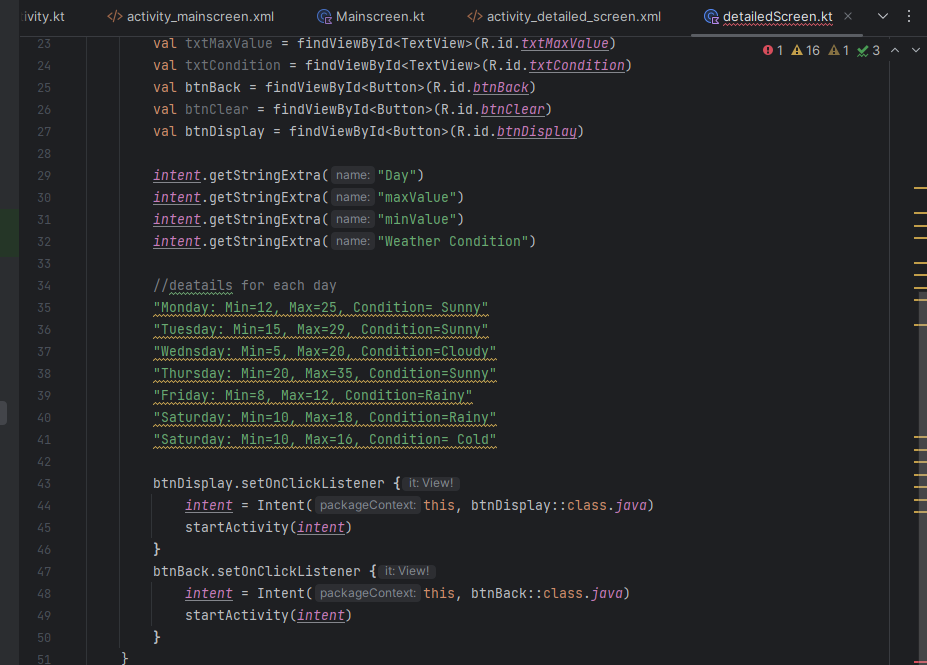 ivity.kt activity_mainscreen.xml Mainscreen.kt activity_detailed_screen.xml detailedScreen.kt
1 16 1 3
23 val txtMaxValue = findViewById<TextView>(R.id.txtMaxValue)
24 val txtCondition = findViewById<TextView>(R.id.txtCondition)
25 val btnBack = findViewById<Button>(R.id.btnBack)
26 val btnClear = findViewById<Button>(R.id.btnClear)
27 val btnDisplay = findViewById<Button>(R.id.btnDisplay)
28
29 intent.getStringExtra( name: "Day")
30 intent.getStringExtra( name: "maxValue")
31 intent.getStringExtra( name: "minValue")
32 intent.getStringExtra( name: "Weather Condition")
33
34 //deatails for each day
35 "Monday: Min=12, Max=25, Condition= Sunny"
36 "Tuesday: Min=15, Max=29, Condition=Sunny"
37 "Wednsday: Min=5, Max=20, Condition=Cloudy"
38 "Thursday: Min=20, Max=35, Condition=Sunny"
39 "Friday: Min=8, Max=12, Condition=Rainy"
40 "Saturday: Min=10, Max=18, Condition=Rainy"
41 "Saturday: Min=10, Max=16, Condition= Cold"
42
43 btnDisplay.setOnClickListener { it: View!
44 intent = Intent( packageContext: this, btnDisplay::class.java)
45 startActivity(intent)
46 }
47 btnBack.setOnClickListener { it: View!
48 intent = Intent( packageContext: this, btnBack::class.java)
49 startActivity(intent)
50 }
51 }